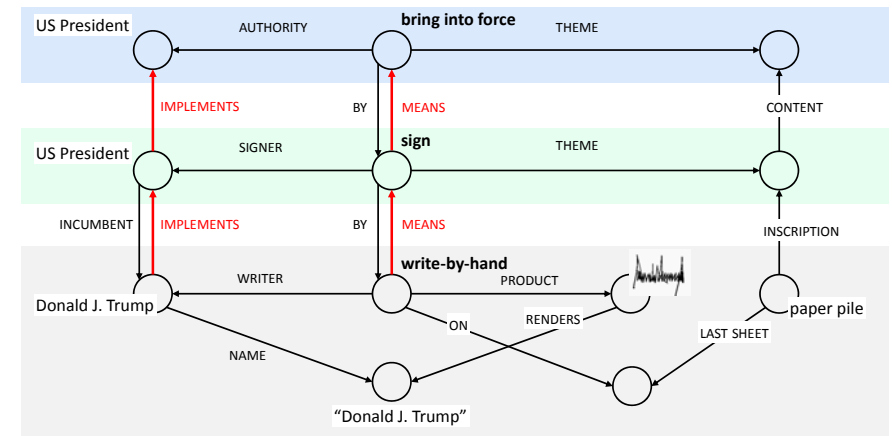 bring into force
US President
AUTHORITY
THEME
IMPLEMENTS
BY
MEANS
CONTENT
sign
US President
SIGNER
THEME
INCUMBENT
IMPLEMENTS
BY
MEANS
INSCRIPTION
write-by-hand
WRITER
PRODUCT
Donald J. Trump
paper pile
ON
RENDERS
LAST SHEET
NAME
“Donald J. Trump”